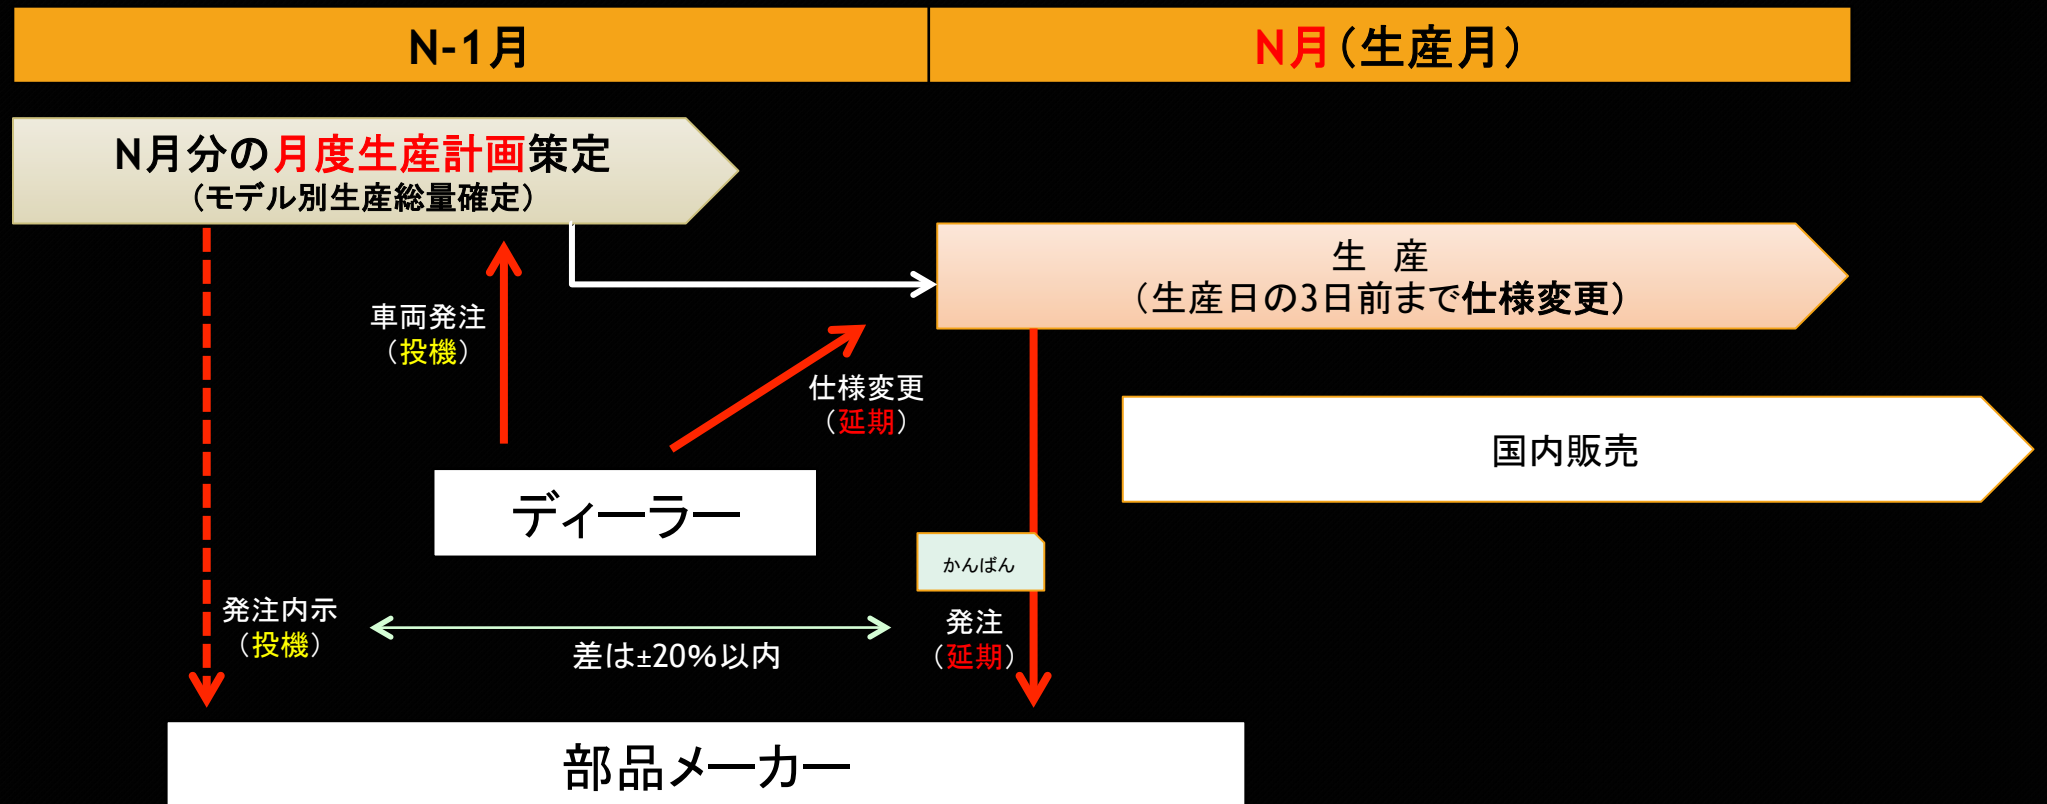 N-1月
N月（生産月）
N月分の月度生産計画策定
（モデル別生産総量確定）
生　産
（生産日の3日前まで仕様変更）
車両発注
（投機）
仕様変更
（延期）
国内販売
ディーラー
かんばん
発注内示
（投機）
差は±20%以内
発注
（延期）
部品メーカー